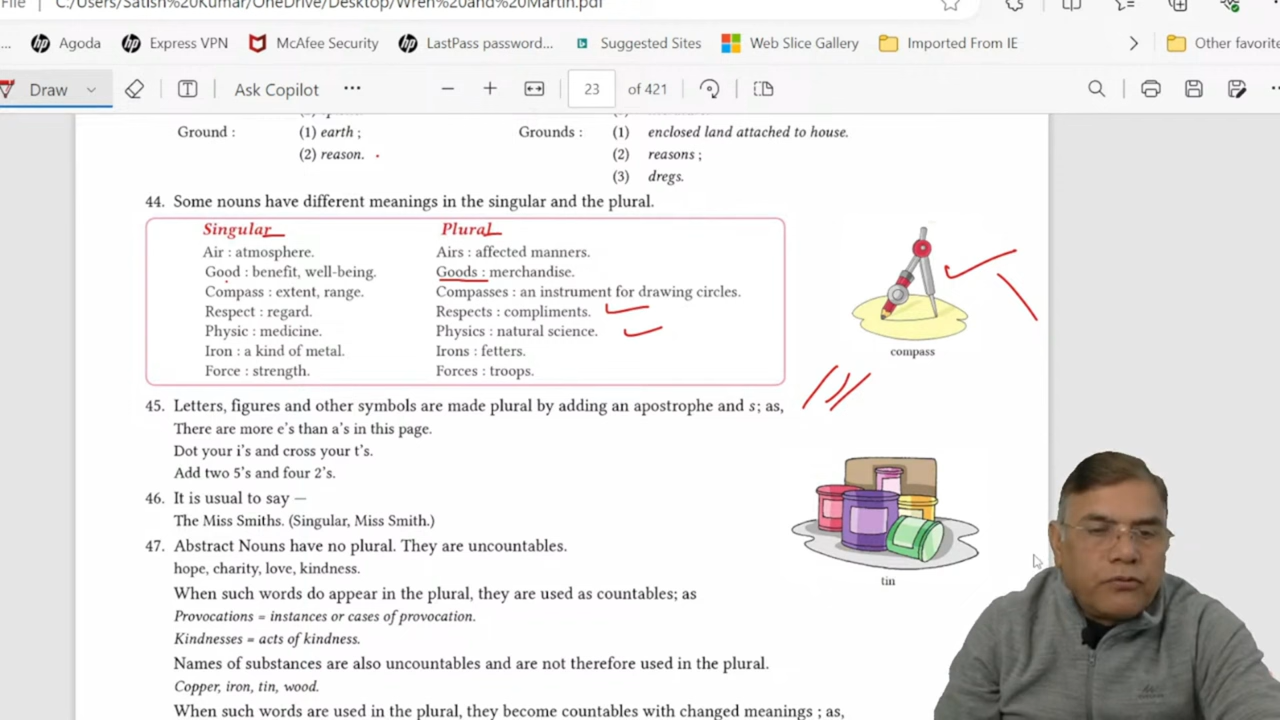 File | C:/Users/Satish%20Kumar/OneDrive/Desktop/Wren%20and%20Martin.pdf
... Agoda Express VPN McAfee Security LastPass password... Suggested Sites Web Slice Gallery Imported From IE Other favorite
Draw Ask Copilot ... 23 of 421
Ground : (1) earth ; Grounds : (1) enclosed land attached to house.
(2) reason. (2) reasons ;
(3) dregs.
44. Some nouns have different meanings in the singular and the plural.
Singular Plural
Air : atmosphere. Airs : affected manners.
Good : benefit, well-being. Goods : merchandise.
Compass : extent, range. Compasses : an instrument for drawing circles.
Respect : regard. Respects : compliments.
Physic : medicine. Physics : natural science.
Iron : a kind of metal. Irons : fetters.
Force : strength. Forces : troops.
compass
45. Letters, figures and other symbols are made plural by adding an apostrophe and s; as,
There are more e's than a's in this page.
Dot your i's and cross your t's.
Add two 5's and four 2's.
46. It is usual to say —
The Miss Smiths. (Singular, Miss Smith.)
47. Abstract Nouns have no plural. They are uncountables.
hope, charity, love, kindness.
tin
When such words do appear in the plural, they are used as countables; as
Provocations = instances or cases of provocation.
Kindnesses = acts of kindness.
Names of substances are also uncountables and are not therefore used in the plural.
Copper, iron, tin, wood.
When such words are used in the plural, they become countables with changed meanings ; as,